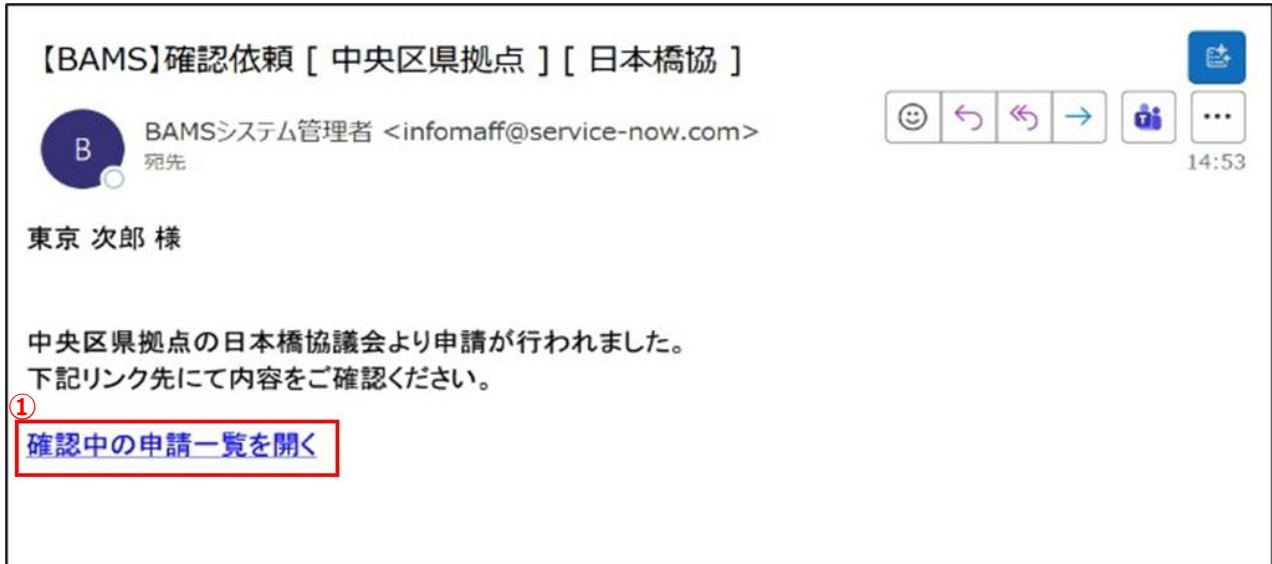 【BAMS】確認依頼 [ 中央区県拠点 ] [ 日本橋協 ]
B
BAMSシステム管理者 <infomaff@service-now.com>
宛先
14:53
東京 次郎 様
中央区県拠点の日本橋協議会より申請が行われました。
下記リンク先にて内容をご確認ください。
①
確認中の申請一覧を開く